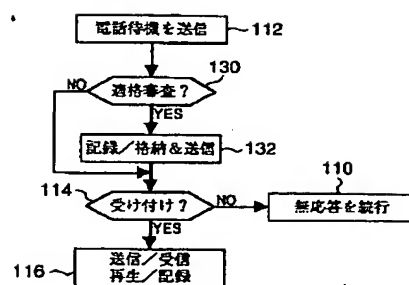 電話待機を送信
112
適格審査?
130
NO
YES
記録/格納&送信
132
114
受け付け?
NO
110
無応答を続行
YES
116
送信/受信
再生/記録